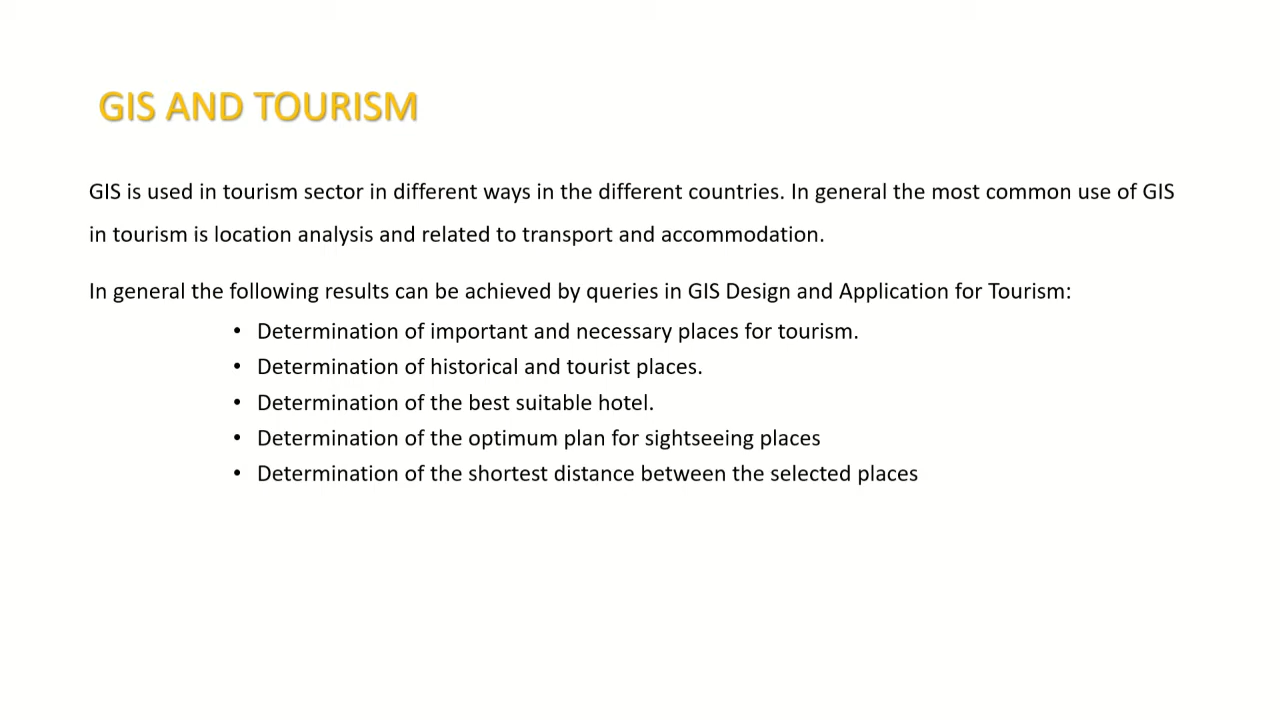 GIS AND TOURISM
GIS is used in tourism sector in different ways in the different countries. In general the most common use of GIS
in tourism is location analysis and related to transport and accommodation.
In general the following results can be achieved by queries in GIS Design and Application for Tourism:
• Determination of important and necessary places for tourism.
• Determination of historical and tourist places.
• Determination of the best suitable hotel.
• Determination of the optimum plan for sightseeing places
• Determination of the shortest distance between the selected places